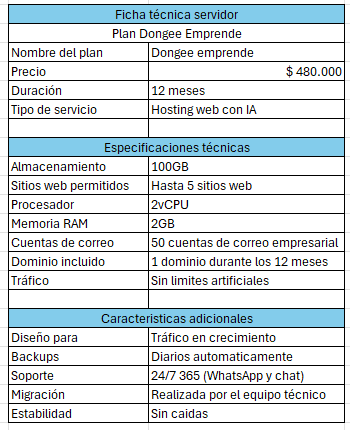 Ficha técnica servidor
Plan Dongee Emprende
Nombre del plan Dongee emprende
Precio $ 480.000
Duración 12 meses
Tipo de servicio Hosting web con IA
Especificaciones técnicas
Almacenamiento 100GB
Sitios web permitidos Hasta 5 sitios web
Procesador 2vCPU
Memoria RAM 2GB
Cuentas de correo 50 cuentas de correo empresarial
Dominio incluido 1 dominio durante los 12 meses
Tráfico Sin limites artificiales
Caracteristicas adicionales
Diseño para Tráfico en crecimiento
Backups Diarios automaticamente
Soporte 24/7 365 (WhatsApp y chat)
Migración Realizada por el equipo técnico
Estabilidad Sin caidas